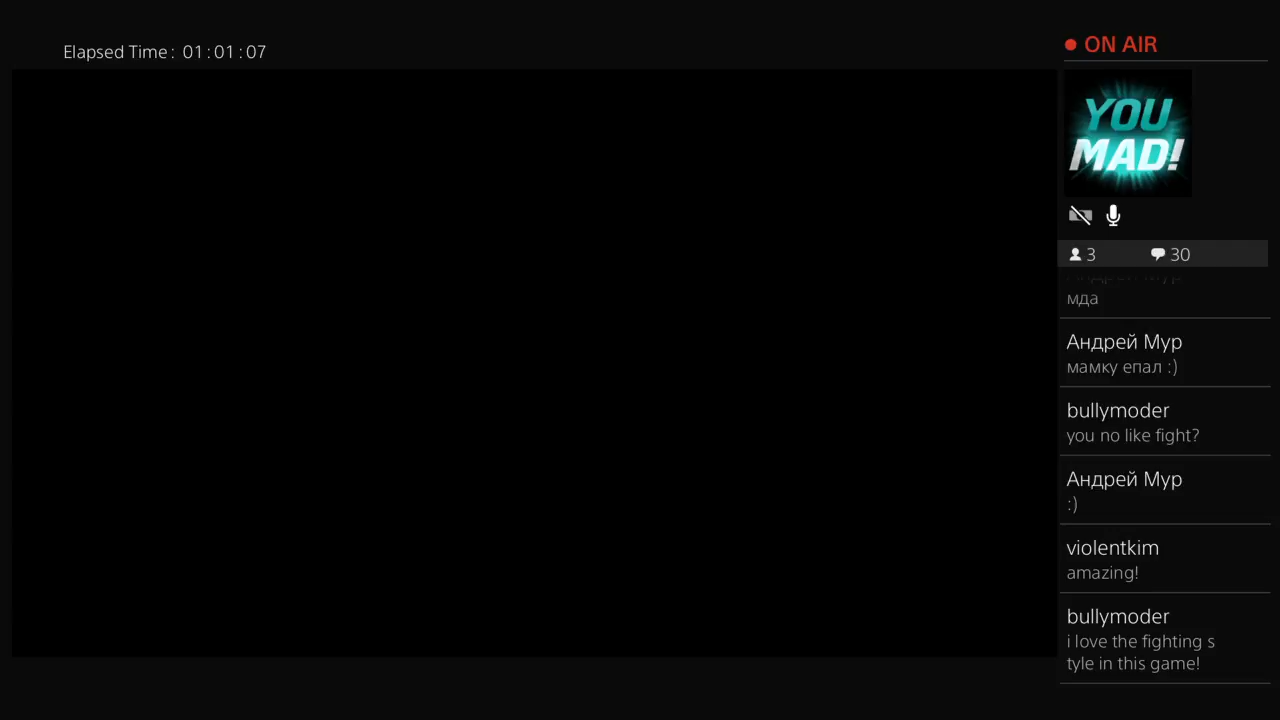 Elapsed Time: 01:01:07
ON AIR
YOU
MAD!
3 30
мда
Андрей Мур
мамку епал :)
bullymoder
you no like fight?
Андрей Мур
:)
violentkim
amazing!
bullymoder
i love the fighting s
tyle in this game!